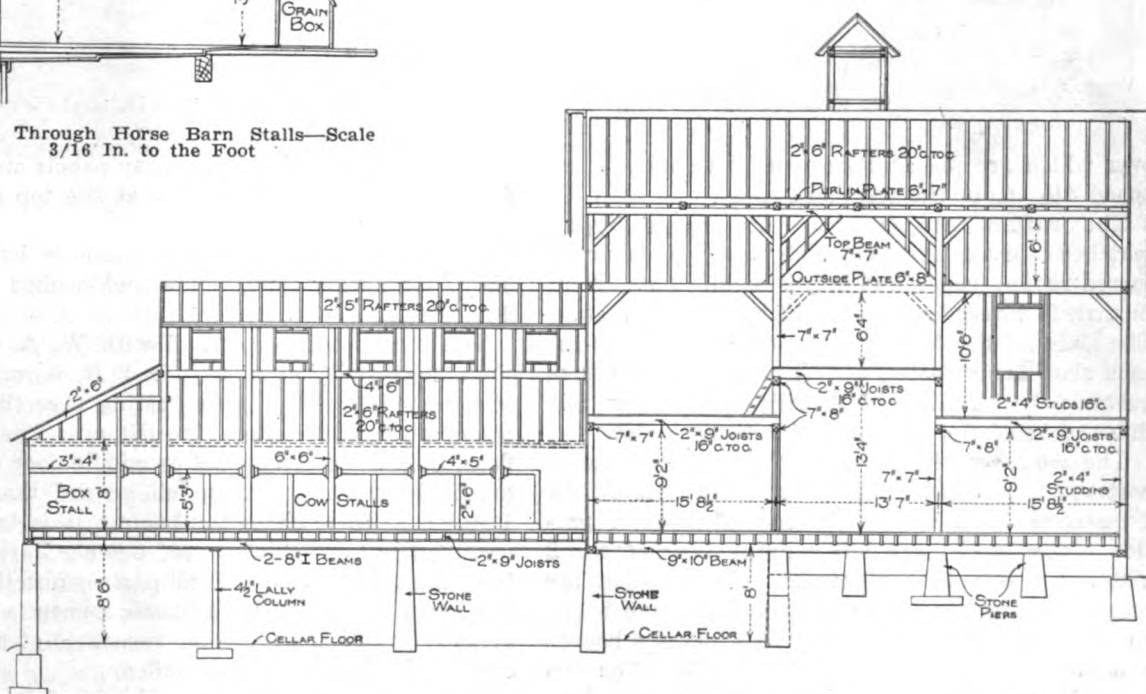 GRAIN
BOX
Through Horse Barn Stalls—Scale
3/16 In. to the Foot
2"×6" RAFTERS 20"C. TO C.
PURLIN PLATE 6"×7"
TOP BEAM
7"×7"
6'
OUTSIDE PLATE 6"×8"
2"×5" RAFTERS 20"C. TO C.
7"×7"
6'4"
10'6"
2"×6"
4"×6"
2"×6" RAFTERS
20"C. TO C.
2"×9" JOISTS
16"C. TO C.
7"×8"
2"×4" STUDS 16"C.
7"×7"
2"×9" JOISTS
16"C. TO C.
7"×8"
2"×9" JOISTS
16"C. TO C.
3"×4"
6"×6"
4"×5"
9'2"
13'4"
7"×7"
9'2"
2"×4"
STUDDING
BOX
STALL
8'
5'3"
COW STALLS
2"×6"
15' 8½"
13' 7"
15' 8½"
2-8" I BEAMS
2"×9" JOISTS
9"×10" BEAM
8'6"
4½" LALLY
COLUMN
STONE
WALL
STONE
WALL
8'
STONE
PIERS
CELLAR FLOOR
CELLAR FLOOR